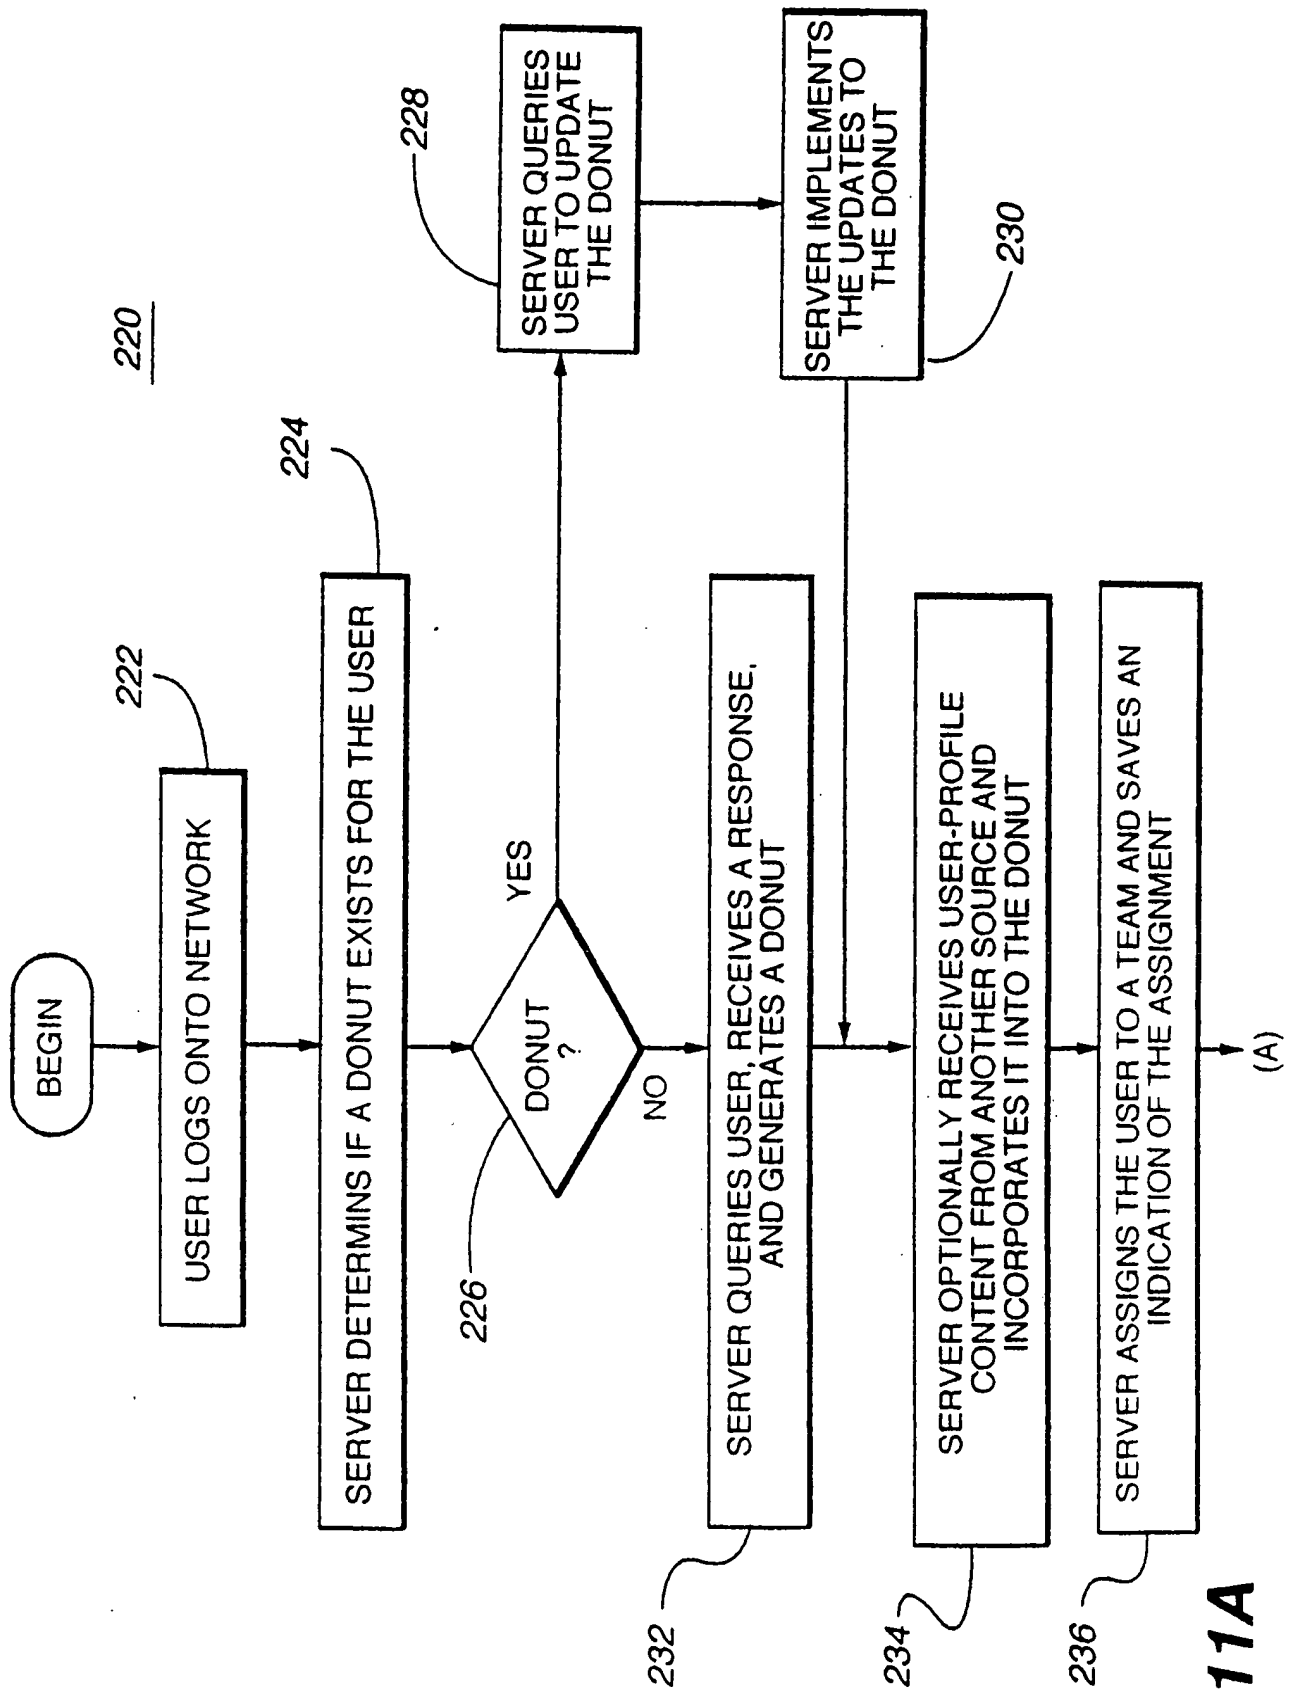 220
BEGIN
USER LOGS ONTO NETWORK
222
SERVER DETERMINS IF A DONUT EXISTS FOR THE USER
224
DONUT
?
226
YES
NO
SERVER QUERIES
USER TO UPDATE
THE DONUT
228
SERVER IMPLEMENTS
THE UPDATES TO
THE DONUT
230
SERVER QUERIES USER, RECEIVES A RESPONSE,
AND GENERATES A DONUT
232
SERVER OPTIONALLY RECEIVES USER-PROFILE
CONTENT FROM ANOTHER SOURCE AND
INCORPORATES IT INTO THE DONUT
234
SERVER ASSIGNS THE USER TO A TEAM AND SAVES AN
INDICATION OF THE ASSIGNMENT
236
(A)
11A